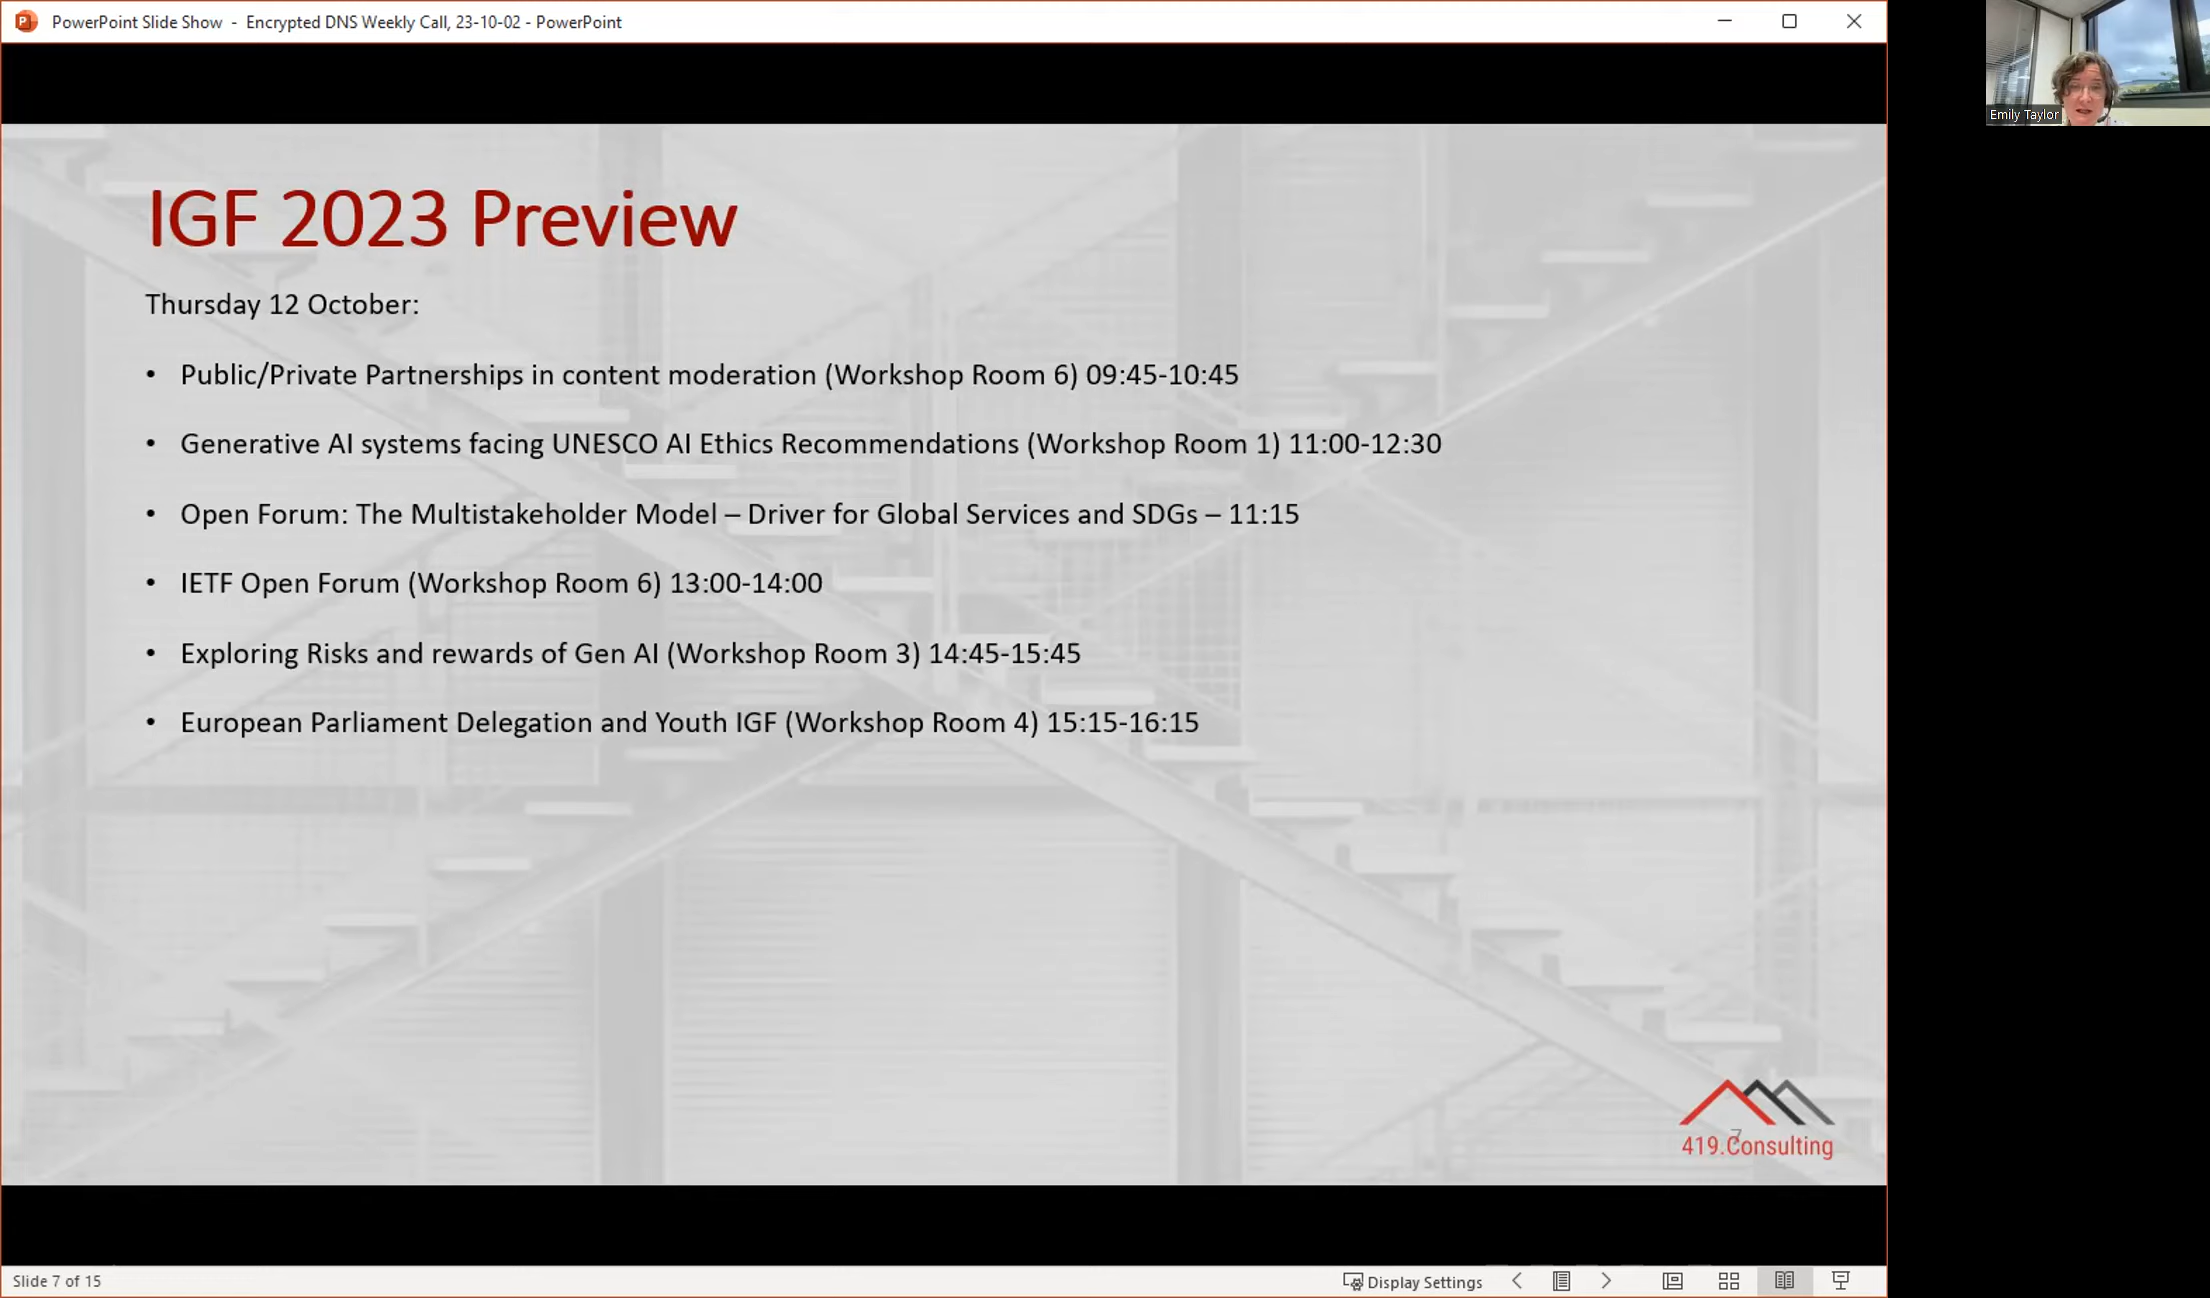 PowerPoint Slide Show - Encrypted DNS Weekly Call, 23-10-02 - PowerPoint
Emily Taylor
IGF 2023 Preview
Thursday 12 October:
• Public/Private Partnerships in content moderation (Workshop Room 6) 09:45-10:45
• Generative AI systems facing UNESCO AI Ethics Recommendations (Workshop Room 1) 11:00-12:30
• Open Forum: The Multistakeholder Model – Driver for Global Services and SDGs – 11:15
• IETF Open Forum (Workshop Room 6) 13:00-14:00
• Exploring Risks and rewards of Gen AI (Workshop Room 3) 14:45-15:45
• European Parliament Delegation and Youth IGF (Workshop Room 4) 15:15-16:15
7
419.Consulting
Slide 7 of 15
Display Settings